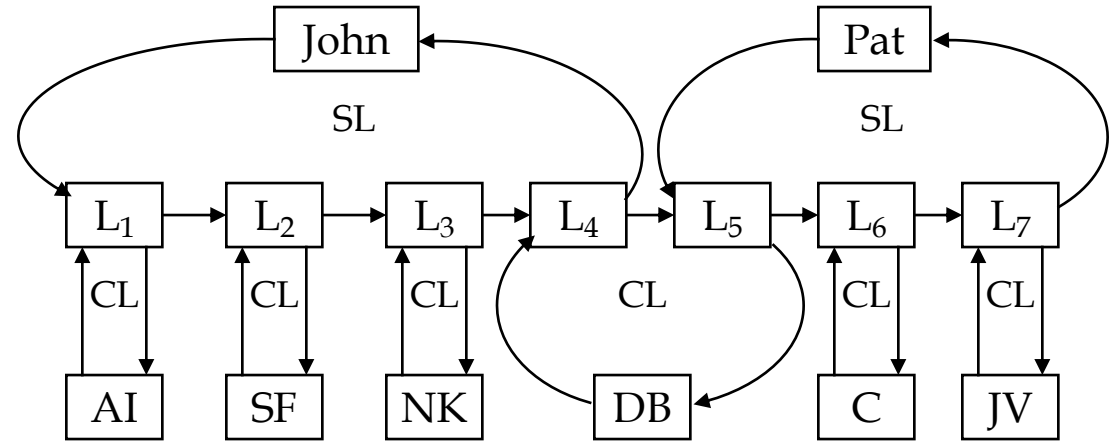 John Pat
SL SL
L₁ L₂ L₃ L₄ L₅ L₆ L₇
CL CL CL CL CL CL
AI SF NK DB C JV